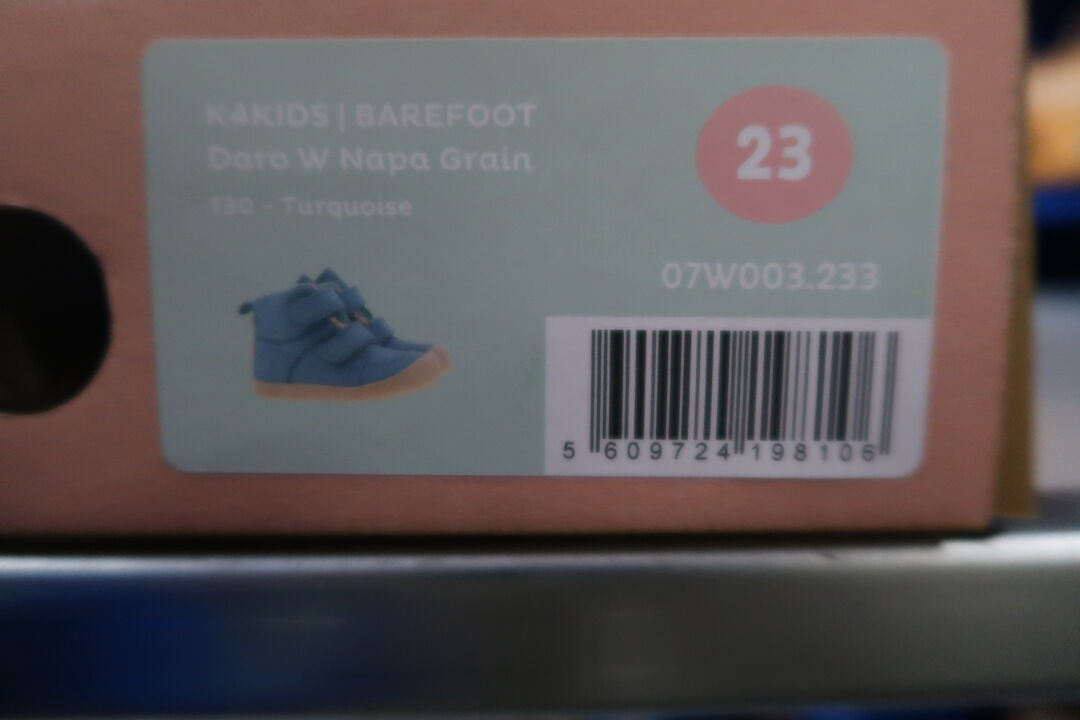 K4KIDS | BAREFOOT
Daro W Napa Grain
130 - Turquoise
23
07W003.233
5 609724 198106